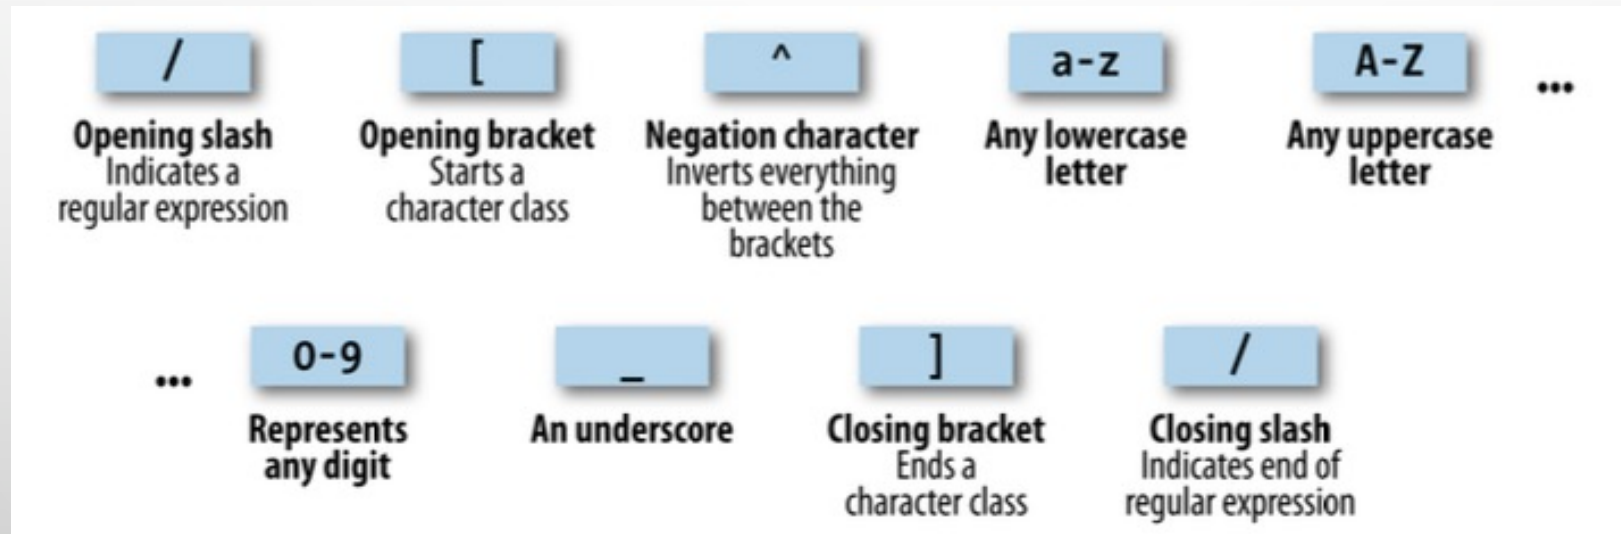 / [ ^ a-z A-Z ...
Opening slash Opening bracket Negation character Any lowercase Any uppercase
Indicates a Starts a Inverts everything letter letter
regular expression character class between the
brackets
... 0-9 _ ] /
Represents An underscore Closing bracket Closing slash
any digit Ends a Indicates end of
character class regular expression